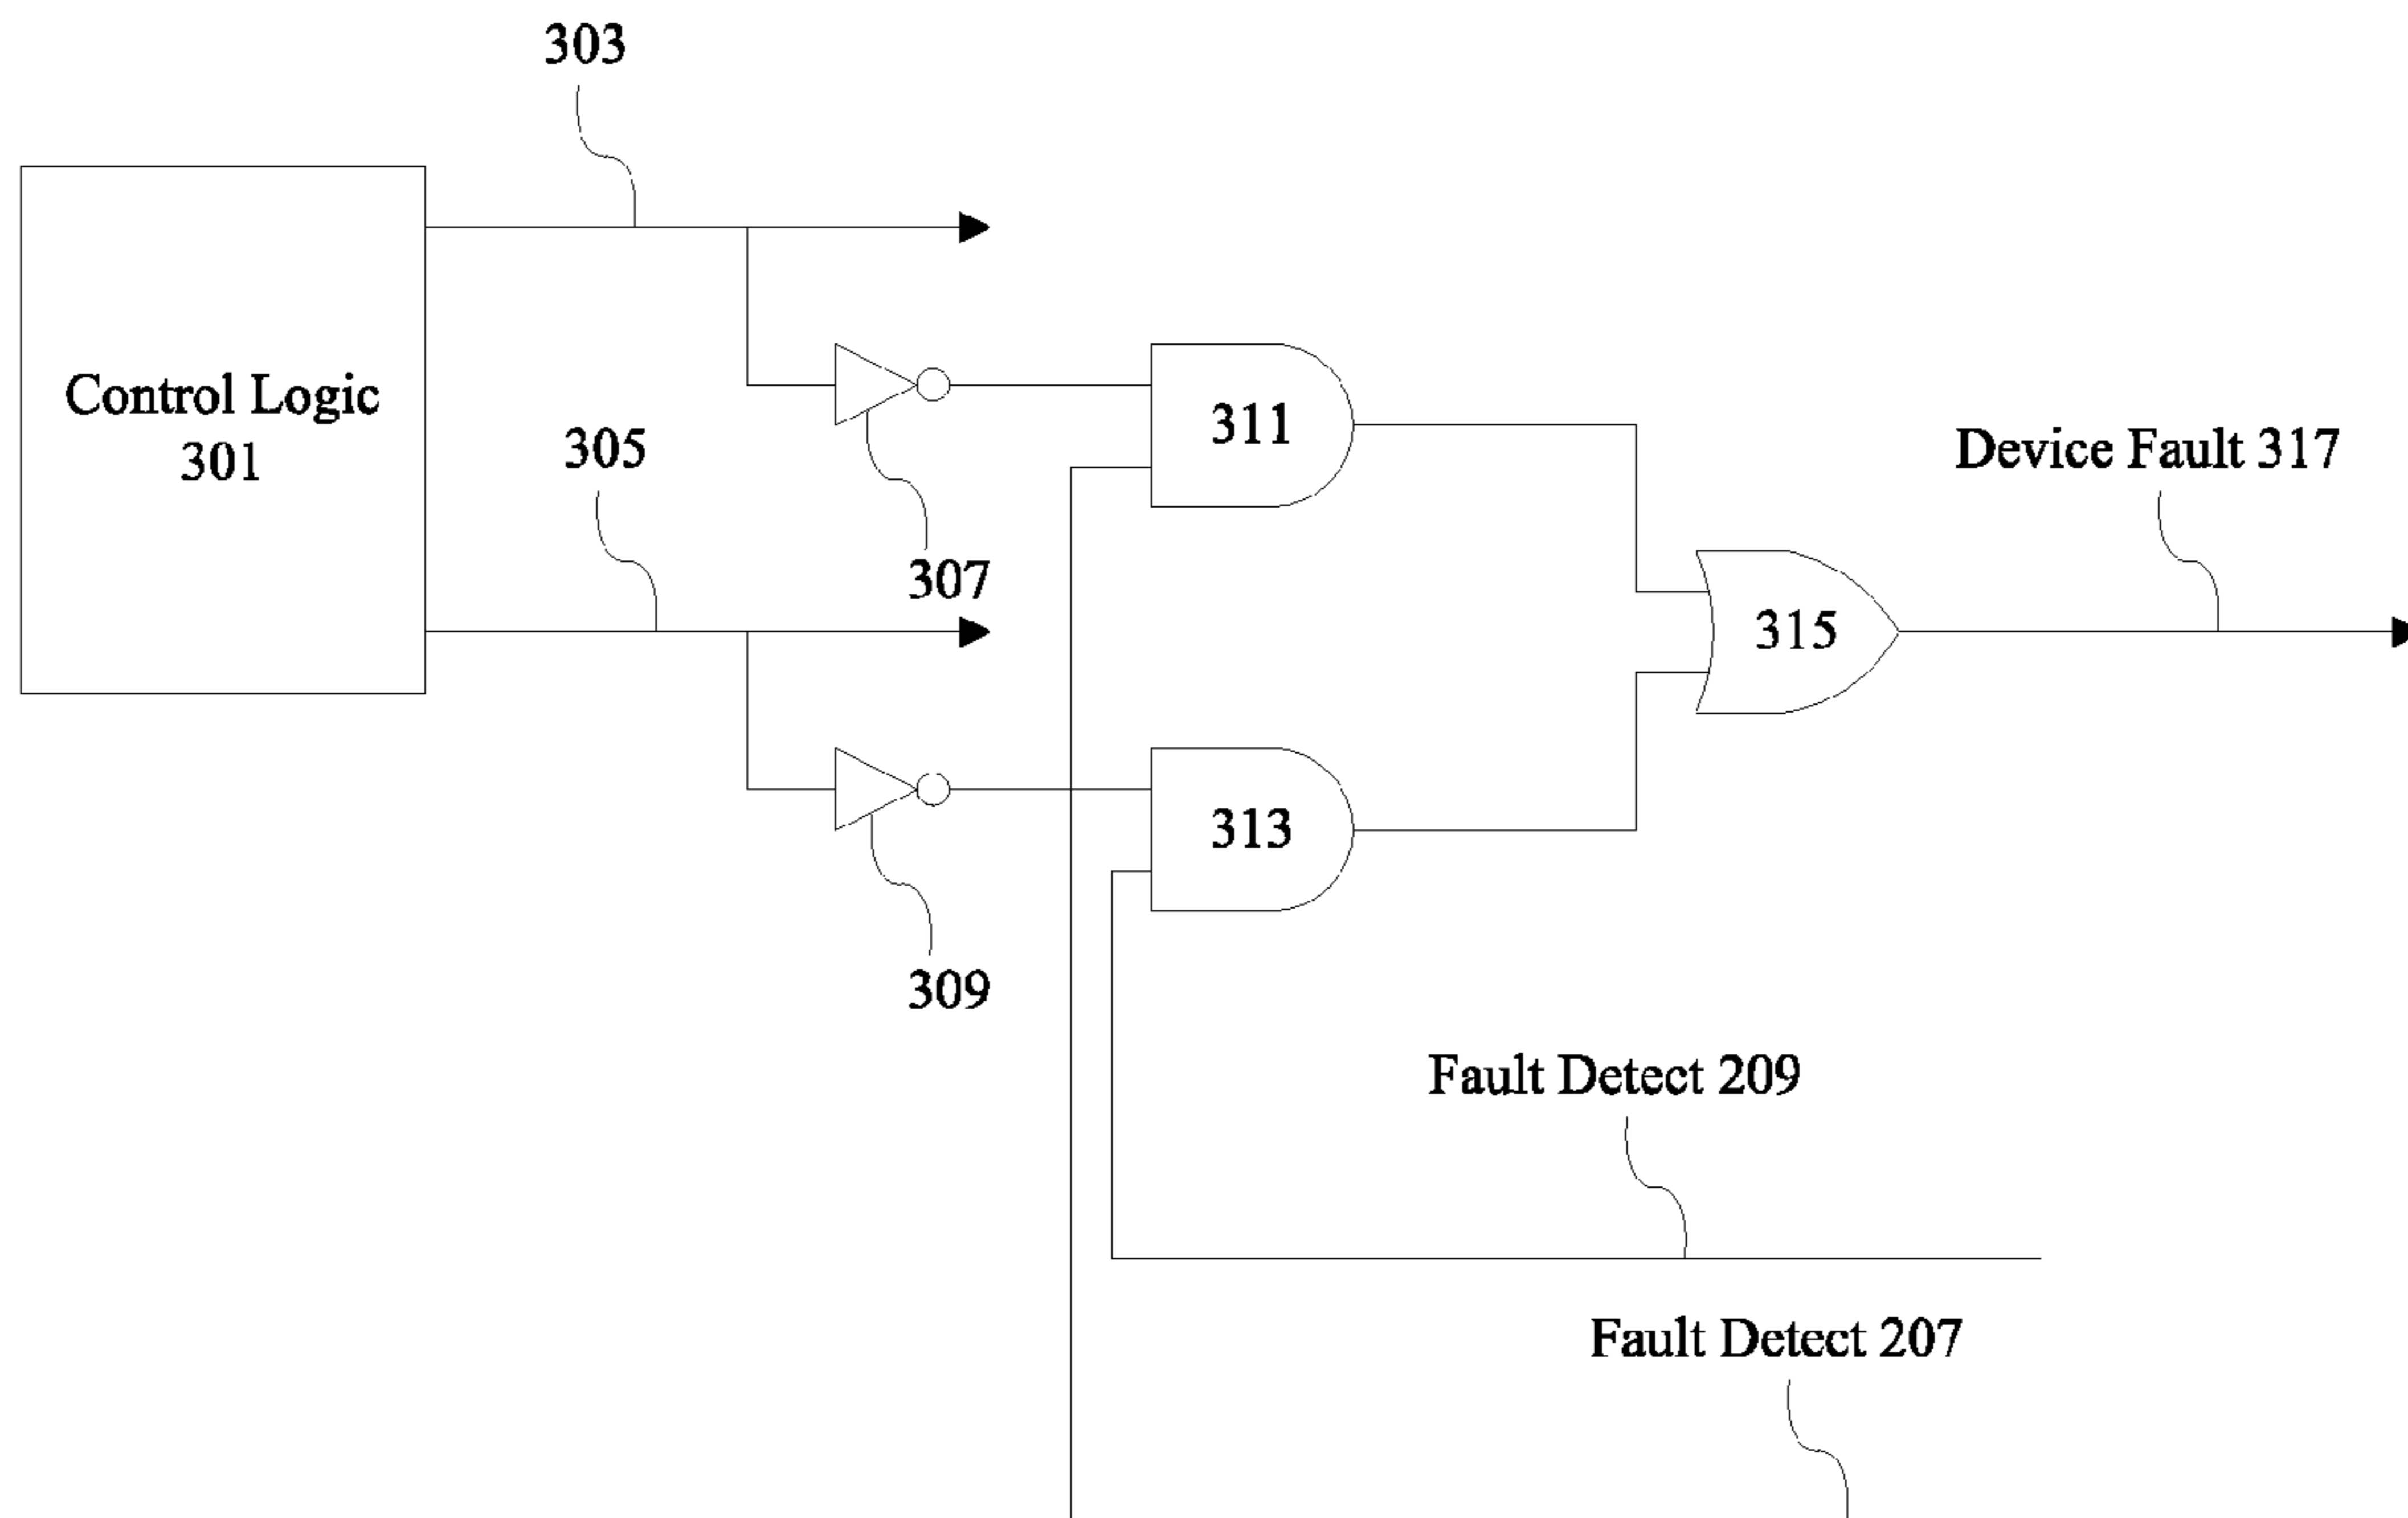 303
Control Logic
301
305
307
311
Device Fault 317
315
313
309
Fault Detect 209
Fault Detect 207